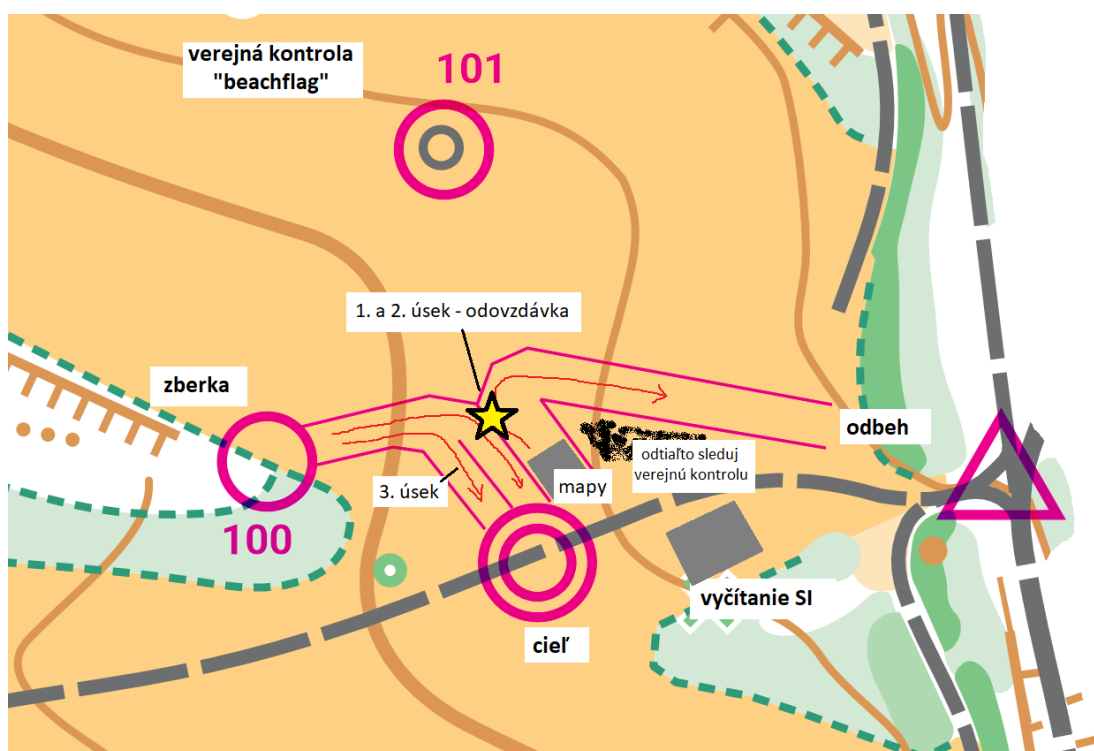 verejná kontrola
"beachflag"
101
1. a 2. úsek - odovzdávka
zberka
odbeh
odtiaľto sleduj
verejnú kontrolu
3. úsek
mapy
100
vyčítanie SI
cieľ